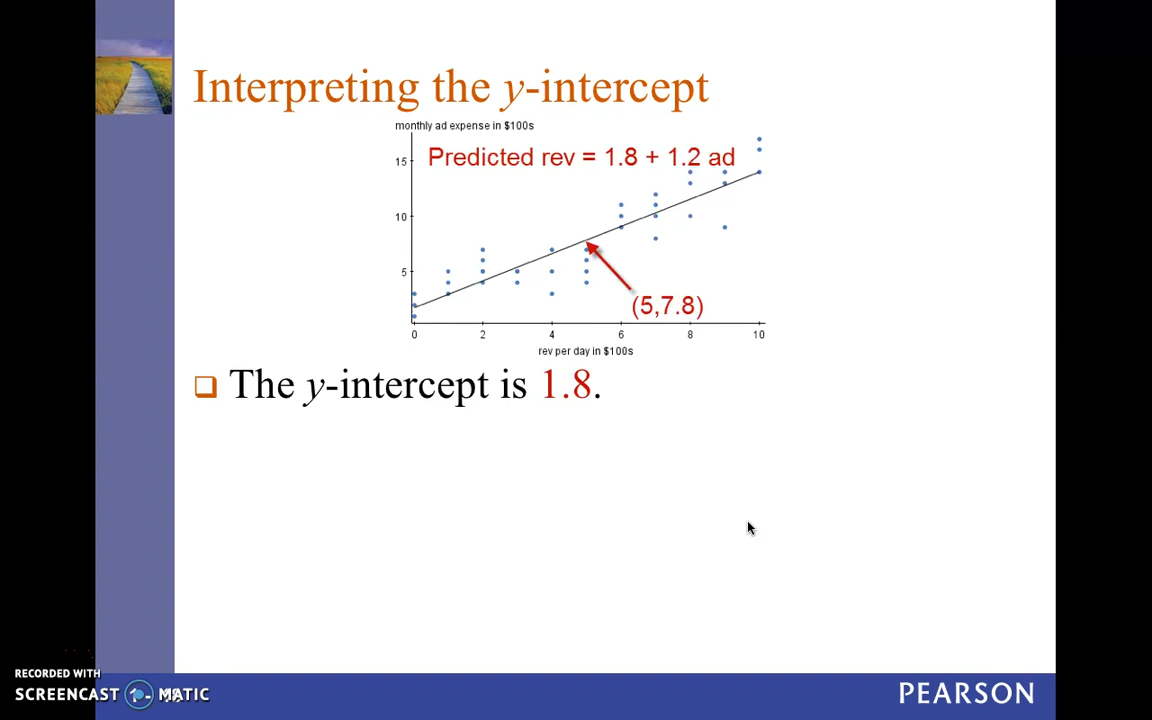 Interpreting the y-intercept
monthly ad expense in $100s
Predicted rev = 1.8 + 1.2 ad
15
10
5
(5,7.8)
0 2 4 6 8 10
rev per day in $100s
The y-intercept is 1.8.
RECORDED WITH
SCREENCAST MATIC
PEARSON